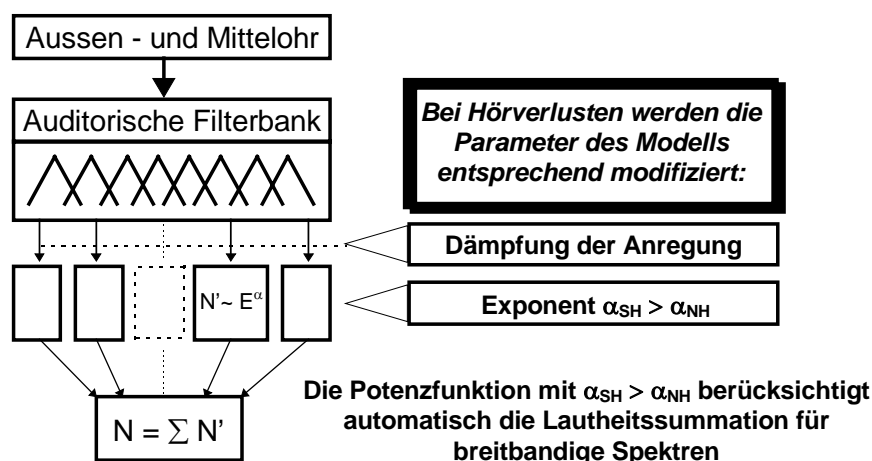 Aussen - und Mittelohr
Auditorische Filterbank
Bei Hörverlusten werden die
Parameter des Modells
entsprechend modifiziert:
Dämpfung der Anregung
N'~ E^α
Exponent α_SH > α_NH
N = ∑ N'
Die Potenzfunktion mit α_SH > α_NH berücksichtigt
automatisch die Lautheitssummation für
breitbandige Spektren